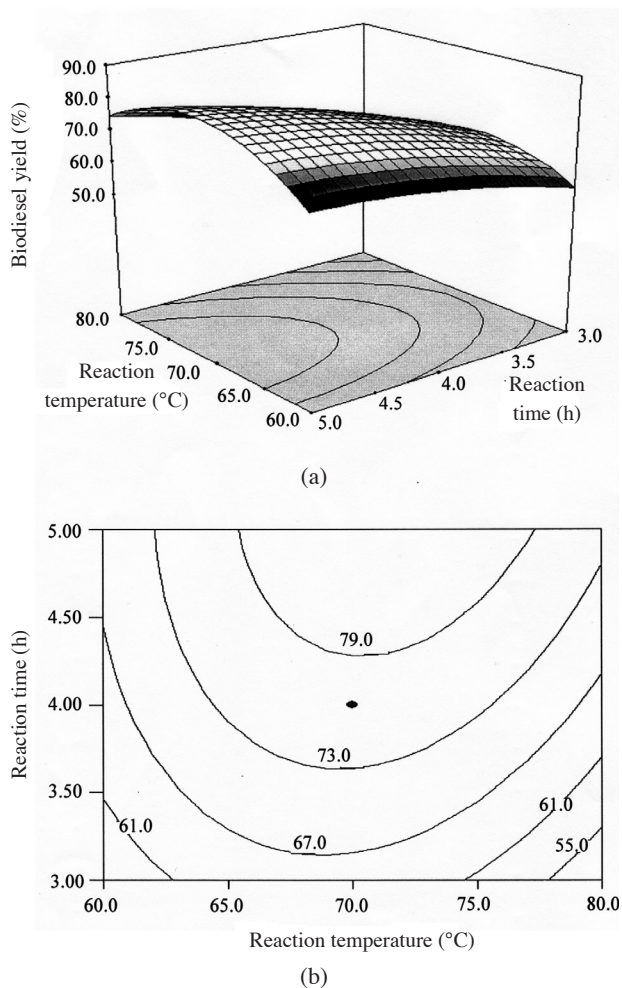 90.0
80.0
70.0
60.0
50.0
Biodiesel yield (%)
80.0
75.0
70.0
65.0
60.0
Reaction
temperature (°C)
5.0
4.5
4.0
3.5
3.0
Reaction
time (h)
(a)
5.00
4.50
4.00
3.50
3.00
Reaction time (h)
79.0
73.0
67.0
61.0
61.0
55.0
60.0 65.0 70.0 75.0 80.0
Reaction temperature (°C)
(b)